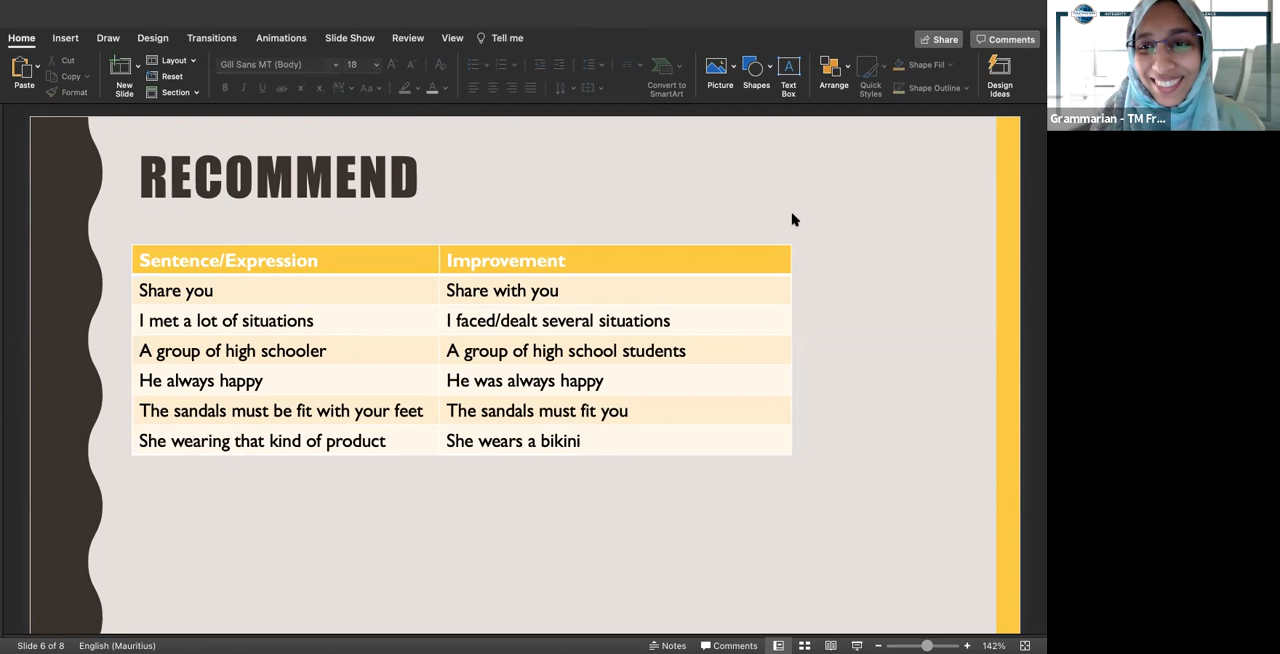 Home Insert Draw Design Transitions Animations Slide Show Review View Tell me
Share Comments
Paste
Cut
Copy
Format
New Slide
Layout
Reset
Section
Gill Sans MT (Body) 18
Convert to SmartArt
Picture
Shapes
Text Box
Arrange
Quick Styles
Shape Fill
Shape Outline
Design Ideas
Grammarian - TM Fr...
RECOMMEND
Sentence/Expression Improvement
Share you Share with you
I met a lot of situations I faced/dealt several situations
A group of high schooler A group of high school students
He always happy He was always happy
The sandals must be fit with your feet The sandals must fit you
She wearing that kind of product She wears a bikini
Slide 6 of 8 English (Mauritius) Notes Comments 142%